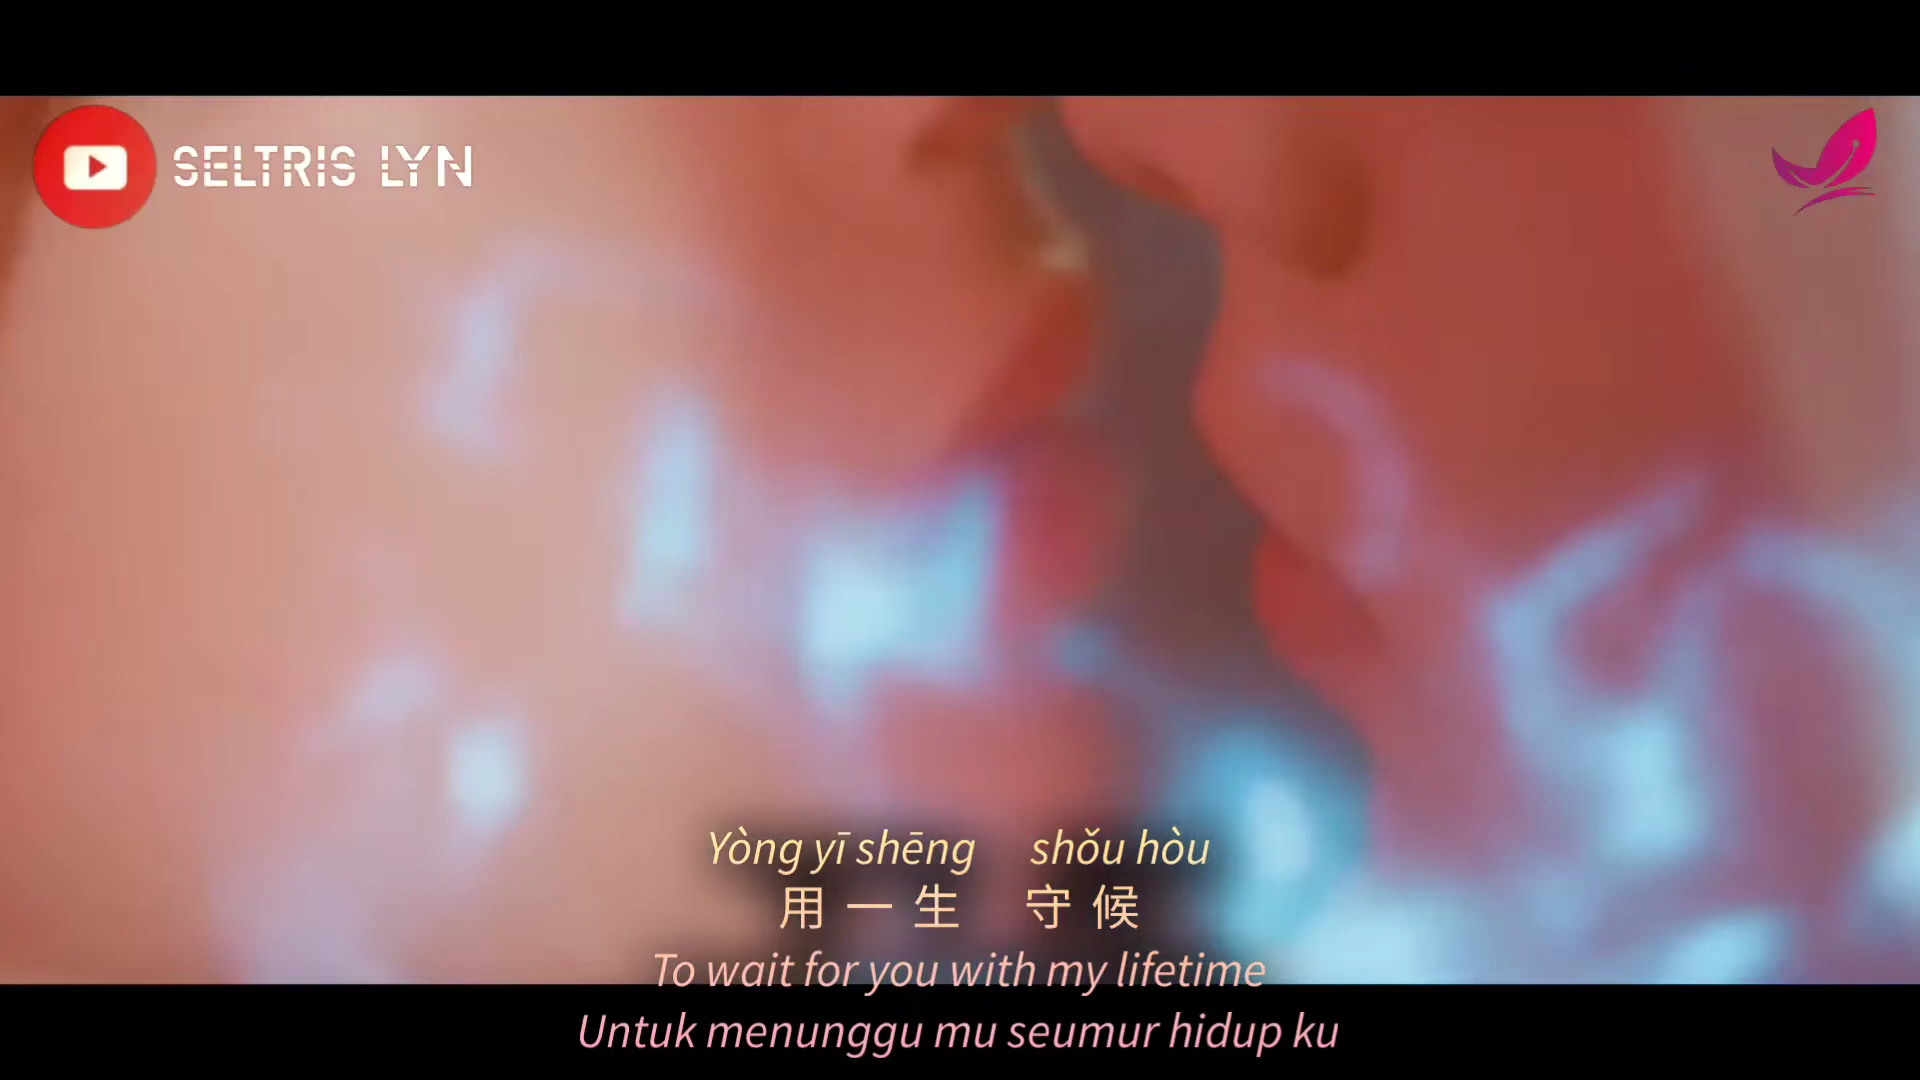 SELTRIS LYN
Yòng yī shēng shǒu hòu
用一生 守候
To wait for you with my lifetime
Untuk menunggu mu seumur hidup ku